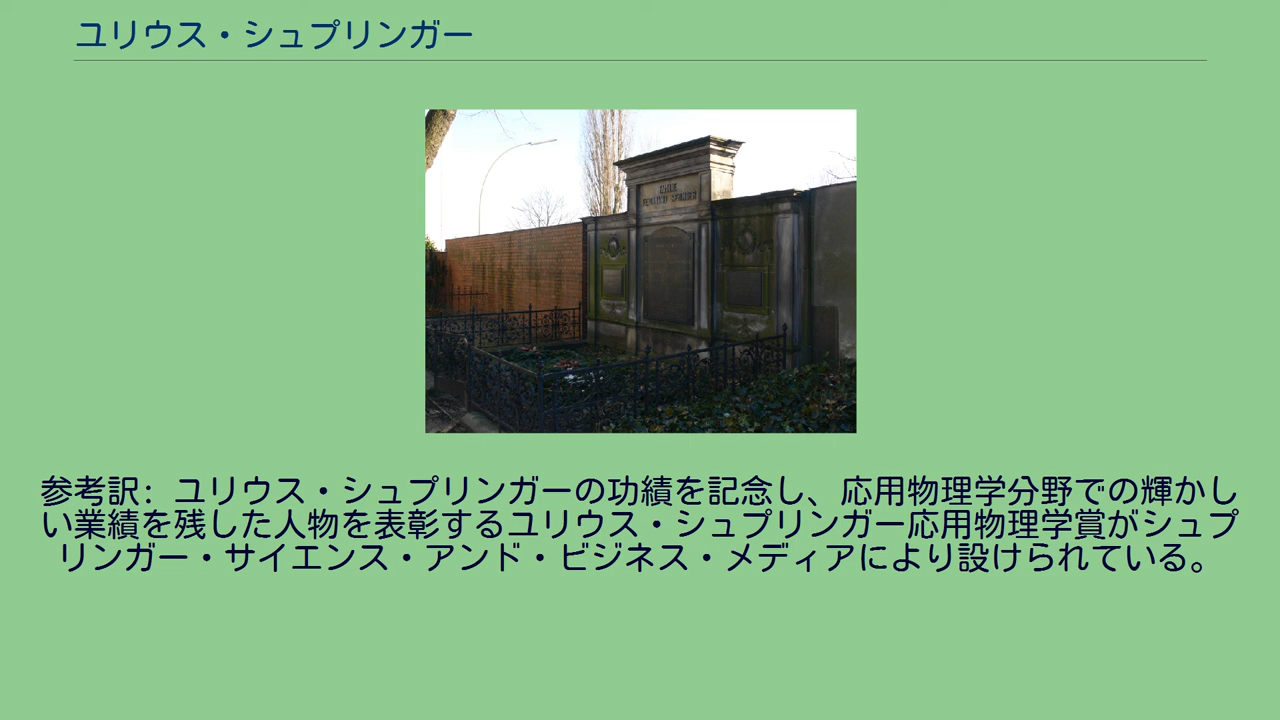 ユリウス・シュプリンガー
参考訳: ユリウス・シュプリンガーの功績を記念し、応用物理学分野での輝かし
い業績を残した人物を表彰するユリウス・シュプリンガー応用物理学賞がシュプ
リンガー・サイエンス・アンド・ビジネス・メディアにより設けられている。